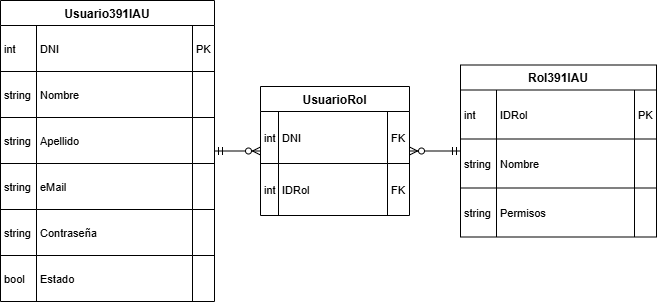 Usuario391IAU
int DNI PK
string Nombre
string Apellido
string eMail
string Contraseña
bool Estado
UsuarioRol
int DNI FK
int IDRol FK
Rol391IAU
int IDRol PK
string Nombre
string Permisos